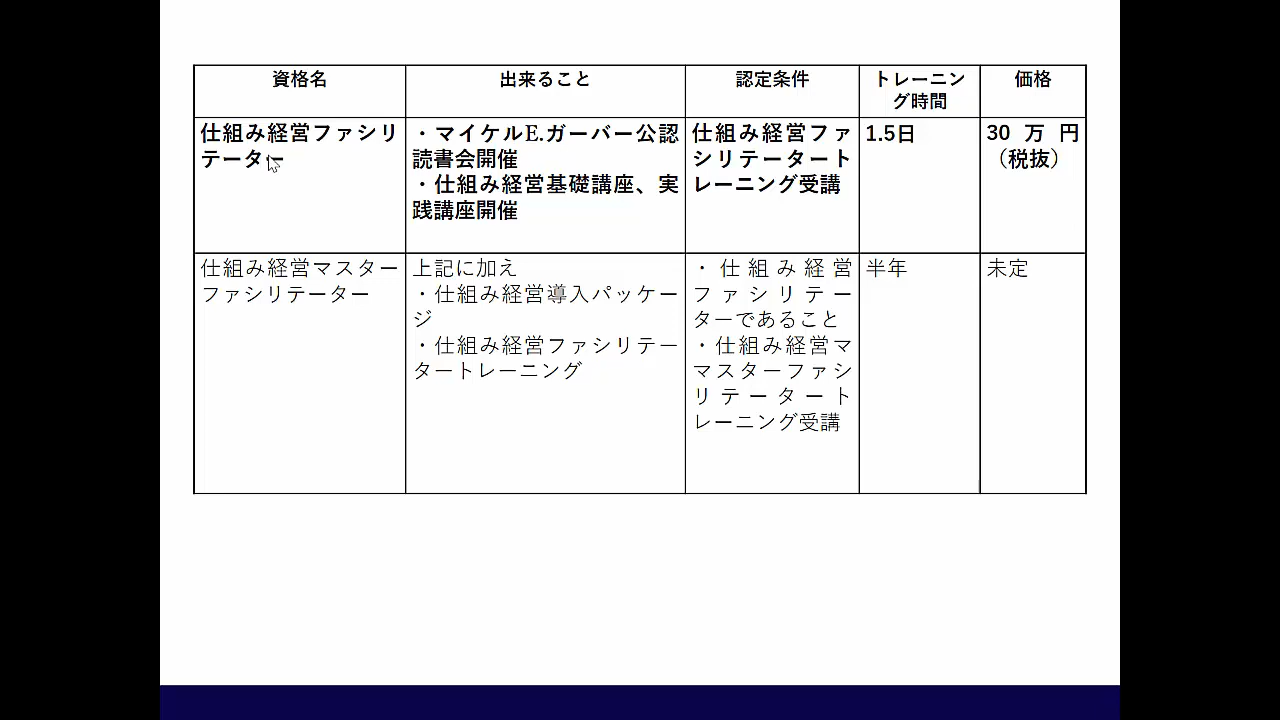 資格名
出来ること
認定条件
トレーニン
グ時間
価格
仕組み経営ファシリ
テーター
・マイケルE.ガーバー公認
読書会開催
・仕組み経営基礎講座、実
践講座開催
仕組み経営ファ
シリテータート
レーニング受講
1.5日
30万円
（税抜）
仕組み経営マスター
ファシリテーター
上記に加え
・仕組み経営導入パッケー
ジ
・仕組み経営ファシリテー
タートレーニング
・仕組み経営
ファシリテー
ターであること
・仕組み経営マ
マスターファシ
リテータート
レーニング受講
半年
未定